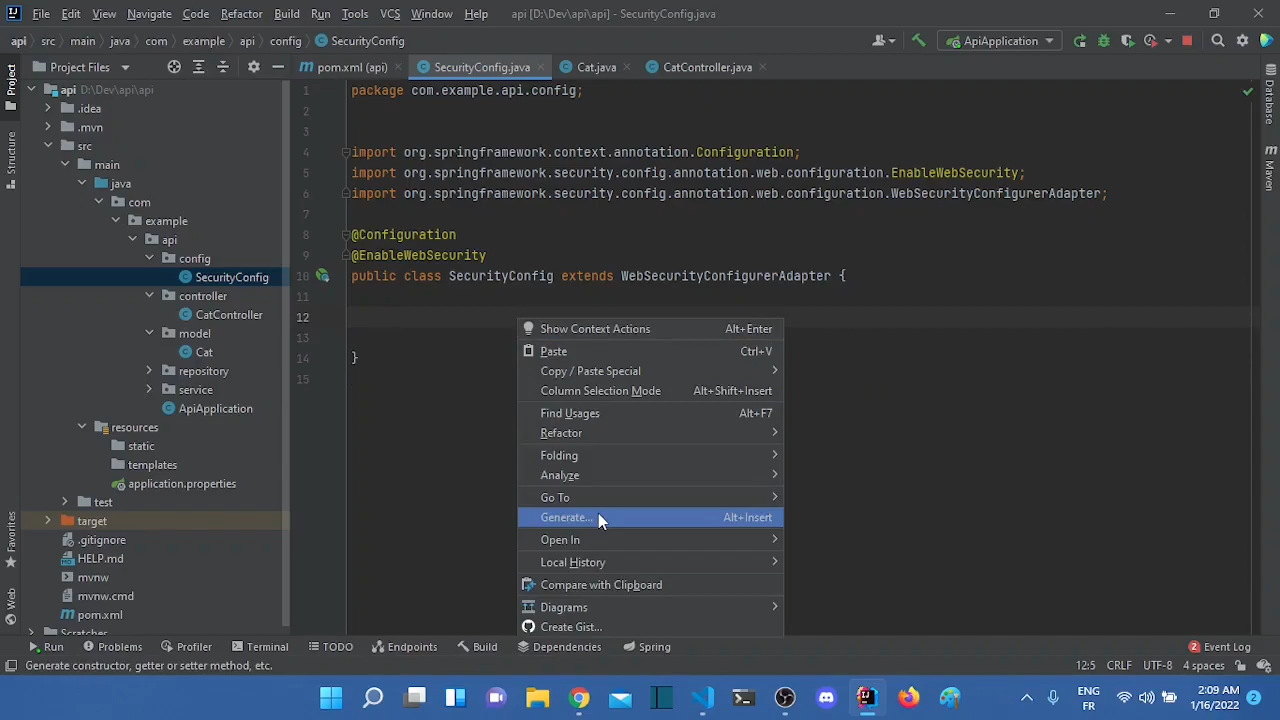 File Edit View Navigate Code Refactor Build Run Tools VCS Window Help api [D:\Dev\api\api] - SecurityConfig.java
api src main java com example api config SecurityConfig ApiApplication
Project Files pom.xml (api) SecurityConfig.java Cat.java CatController.java
Project
Structure
Favorites
Web
Database
Maven
api D:\Dev\api\api
.idea
.mvn
src
main
java
com
example
api
config
SecurityConfig
controller
CatController
model
Cat
repository
service
ApiApplication
resources
static
templates
application.properties
test
target
.gitignore
HELP.md
mvnw
mvnw.cmd
pom.xml
1 package com.example.api.config;
2
3
4 import org.springframework.context.annotation.Configuration;
5 import org.springframework.security.config.annotation.web.configuration.EnableWebSecurity;
6 import org.springframework.security.config.annotation.web.configuration.WebSecurityConfigurerAdapter;
7
8 @Configuration
9 @EnableWebSecurity
10 public class SecurityConfig extends WebSecurityConfigurerAdapter {
11
12
13
14 }
15
Show Context Actions Alt+Enter
Paste Ctrl+V
Copy / Paste Special
Column Selection Mode Alt+Shift+Insert
Find Usages Alt+F7
Refactor
Folding
Analyze
Go To
Generate... Alt+Insert
Open In
Local History
Compare with Clipboard
Diagrams
Create Gist...
Run Problems Profiler Terminal TODO Endpoints Build Dependencies Spring 2 Event Log
Generate constructor, getter or setter method, etc. 12:5 CRLF UTF-8 4 spaces
FR
ENG
2:09 AM
1/16/2022
2